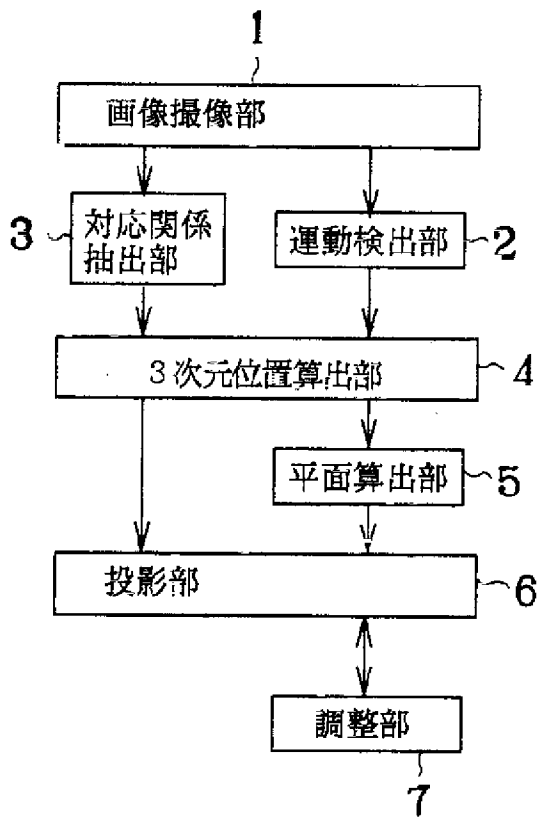 1
画像撮像部
3
対応関係
抽出部
運動検出部
2
3次元位置算出部
4
平面算出部
5
投影部
6
調整部
7